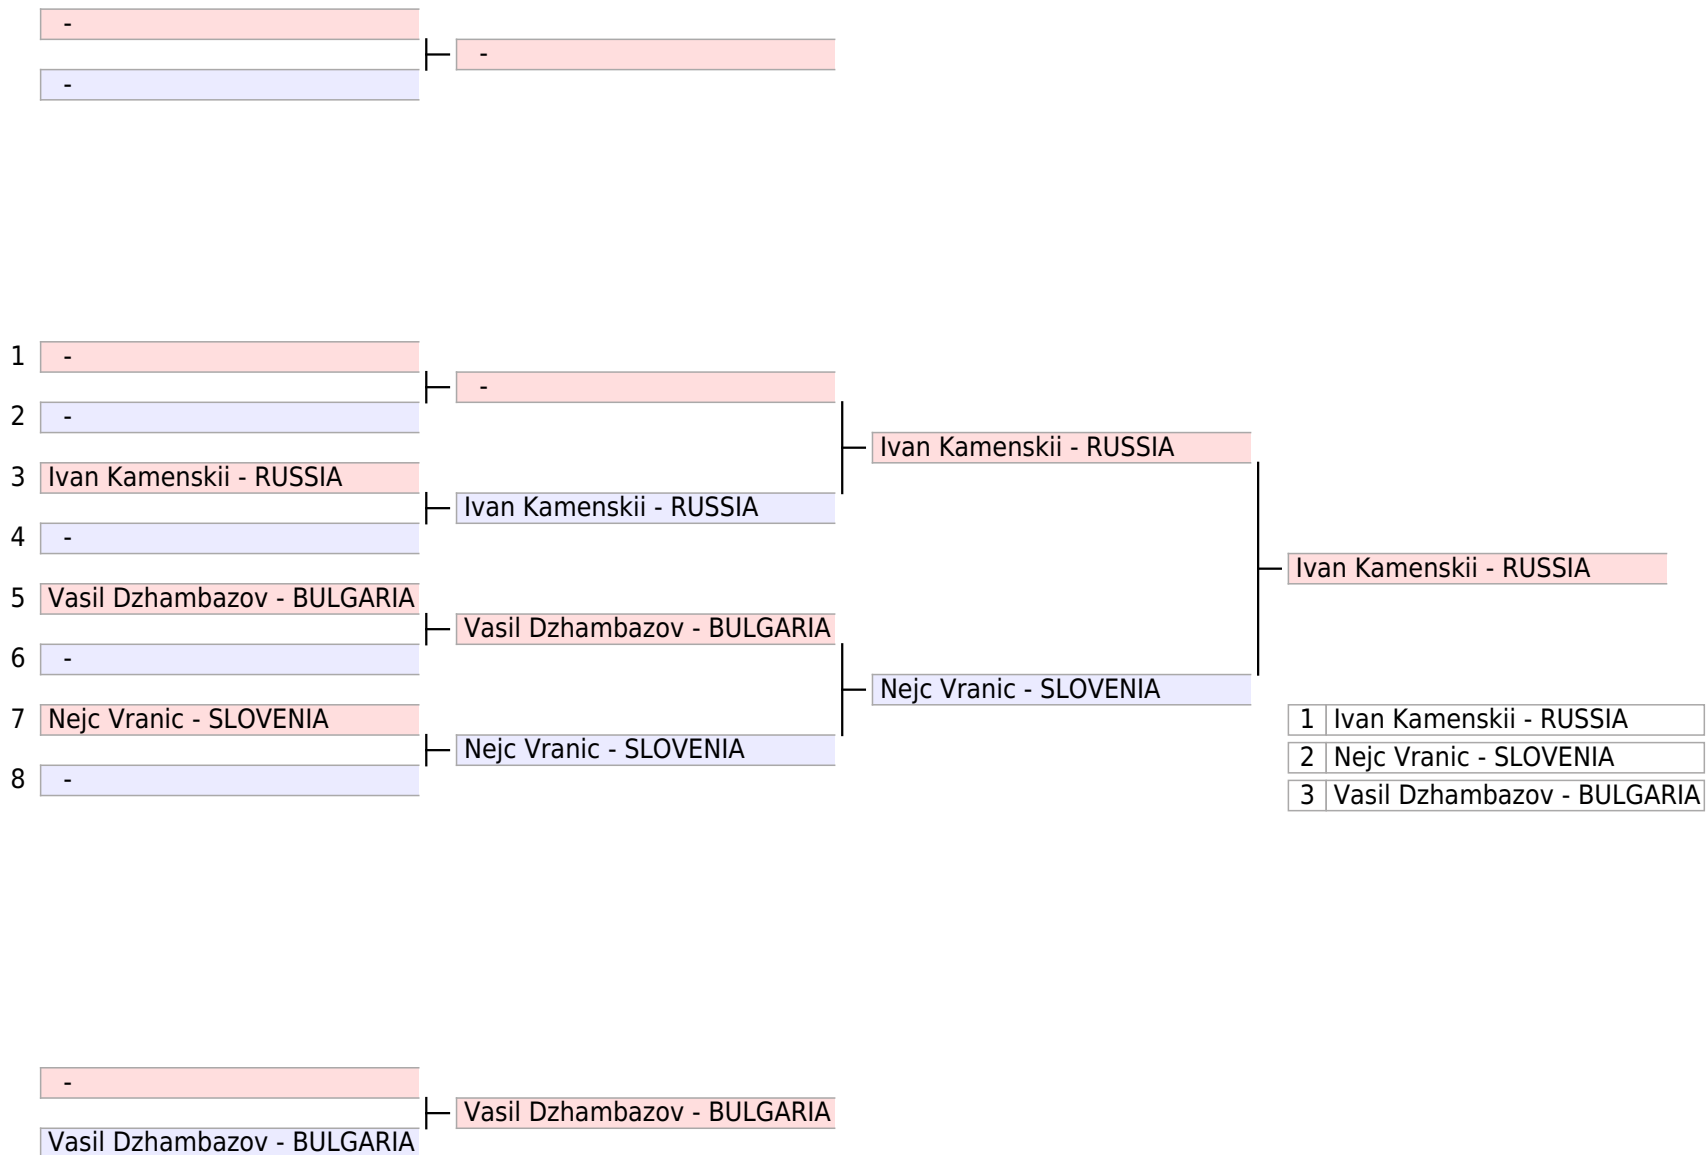 -
-
-
1 -
-
2 -
Ivan Kamenskii - RUSSIA
3 Ivan Kamenskii - RUSSIA
Ivan Kamenskii - RUSSIA
4 -
Ivan Kamenskii - RUSSIA
5 Vasil Dzhambazov - BULGARIA
Vasil Dzhambazov - BULGARIA
6 -
Nejc Vranic - SLOVENIA
7 Nejc Vranic - SLOVENIA
1 Ivan Kamenskii - RUSSIA
Nejc Vranic - SLOVENIA
2 Nejc Vranic - SLOVENIA
8 -
3 Vasil Dzhambazov - BULGARIA
-
Vasil Dzhambazov - BULGARIA
Vasil Dzhambazov - BULGARIA